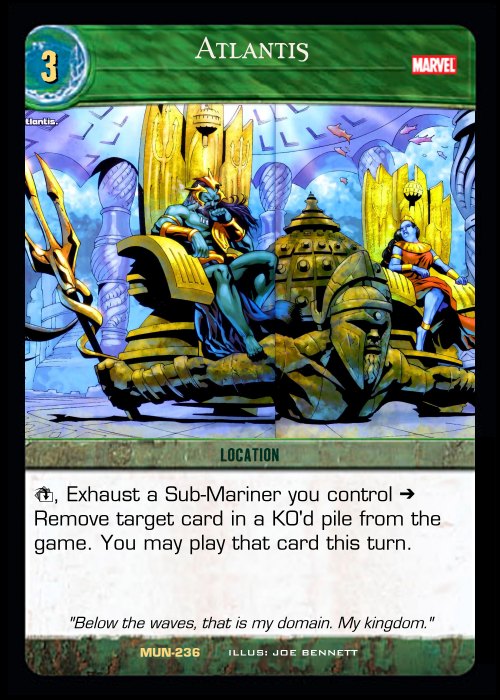 3
Atlantis
MARVEL
tlantis.
LOCATION
, Exhaust a Sub-Mariner you control ➔
Remove target card in a KO'd pile from the
game. You may play that card this turn.
"Below the waves, that is my domain. My kingdom."
MUN-236 ILLUS: JOE BENNETT